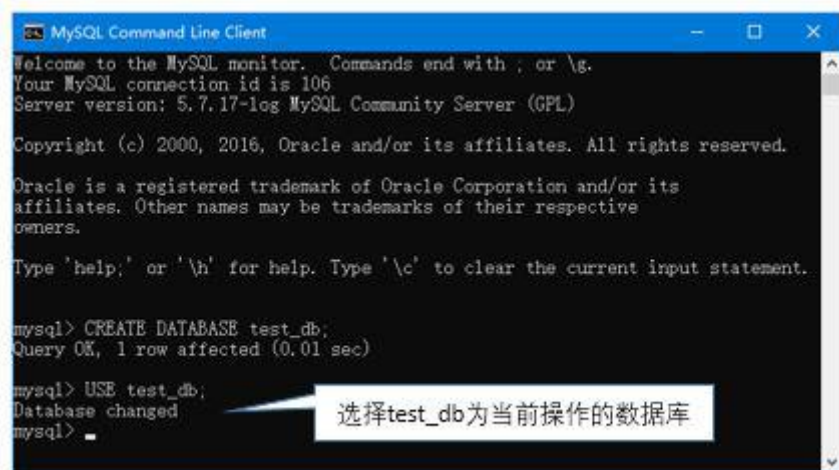 MySQL Command Line Client
Welcome to the MySQL monitor.  Commands end with ; or \g.
Your MySQL connection id is 106
Server version: 5.7.17-log MySQL Community Server (GPL)
Copyright (c) 2000, 2016, Oracle and/or its affiliates. All rights reserved.
Oracle is a registered trademark of Oracle Corporation and/or its
affiliates. Other names may be trademarks of their respective
owners.
Type 'help;' or '\h' for help. Type '\c' to clear the current input statement.
mysql> CREATE DATABASE test_db;
Query OK, 1 row affected (0.01 sec)
mysql> USE test_db;
Database changed
选择test_db为当前操作的数据库
mysql>